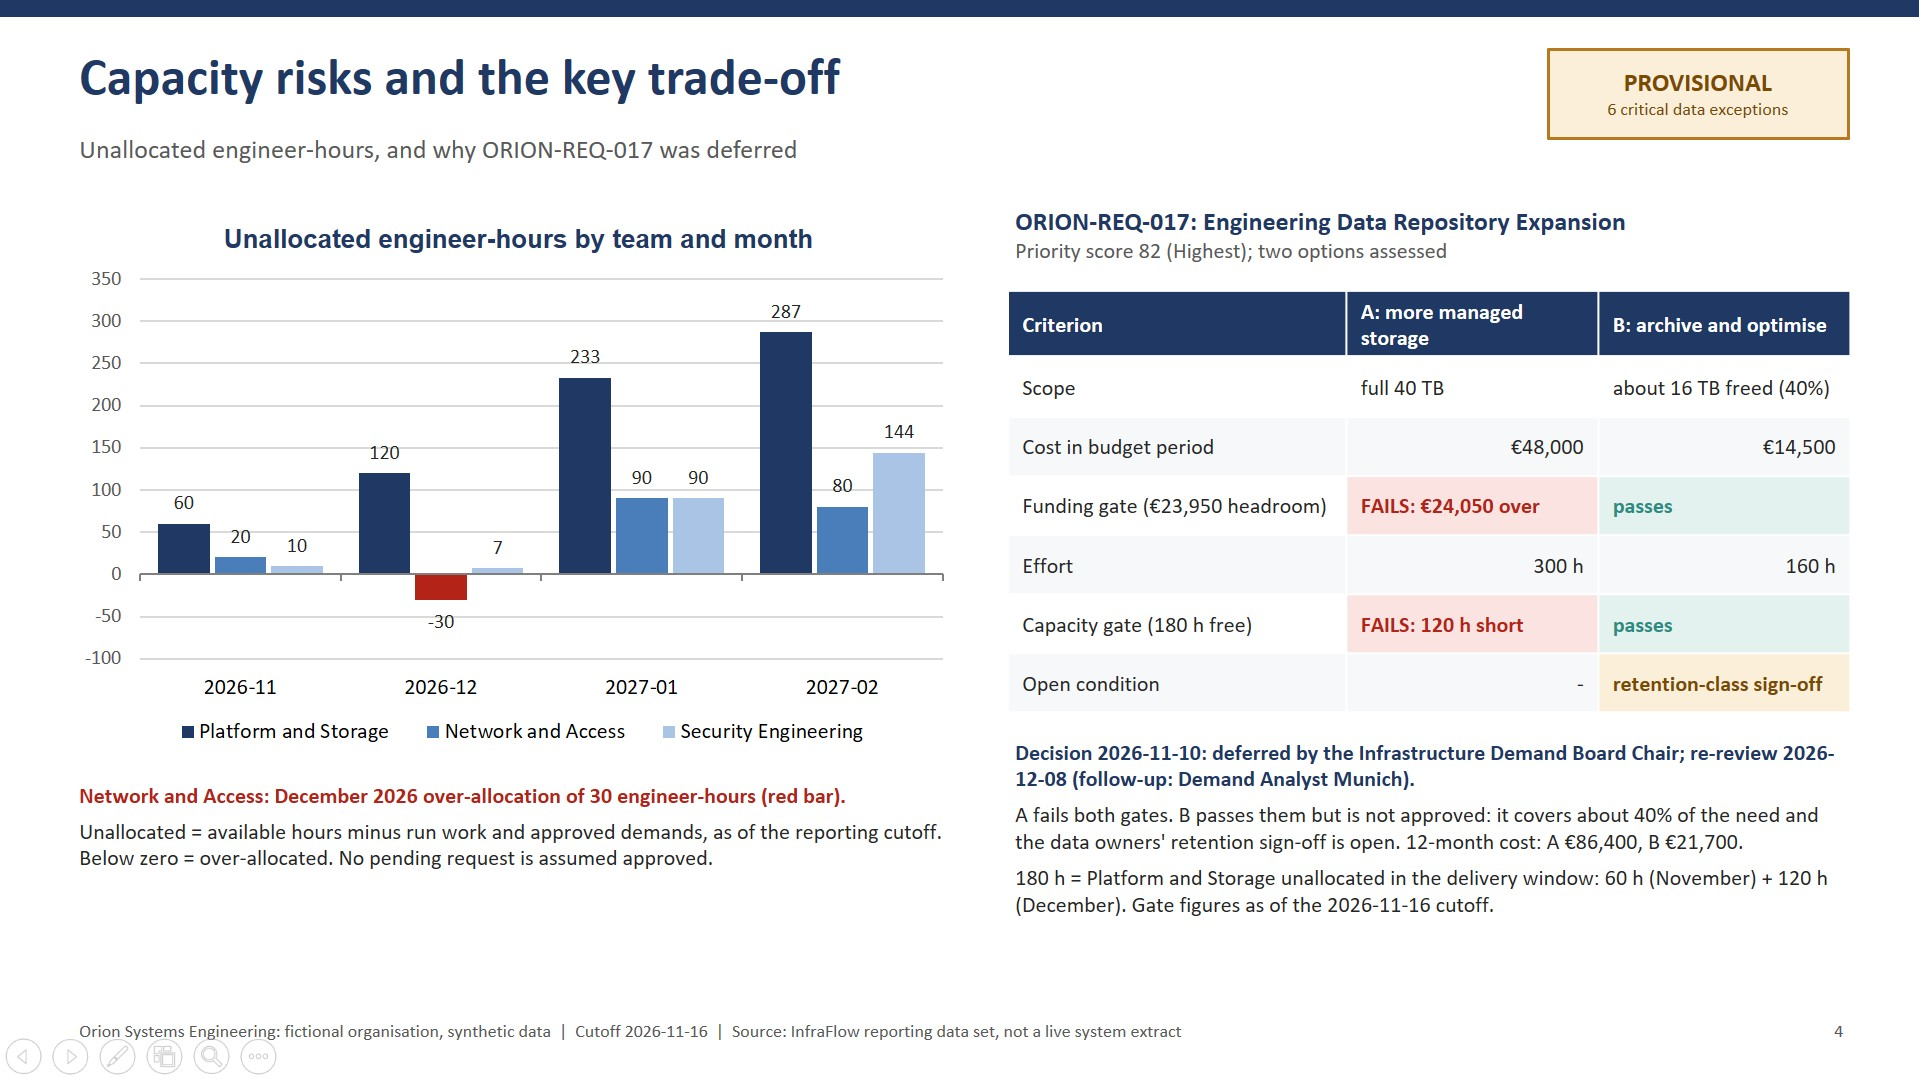 Capacity risks and the key trade-off
PROVISIONAL
6 critical data exceptions
Unallocated engineer-hours, and why ORION-REQ-017 was deferred
Unallocated engineer-hours by team and month
350
300
250
200
150
100
50
0
-50
-100
60
20
10
120
-30
7
233
90
90
287
80
144
2026-11
2026-12
2027-01
2027-02
Platform and Storage
Network and Access
Security Engineering
Network and Access: December 2026 over-allocation of 30 engineer-hours (red bar).
Unallocated = available hours minus run work and approved demands, as of the reporting cutoff.
Below zero = over-allocated. No pending request is assumed approved.
ORION-REQ-017: Engineering Data Repository Expansion
Priority score 82 (Highest); two options assessed
Criterion
A: more managed
storage
B: archive and optimise
Scope
full 40 TB
about 16 TB freed (40%)
Cost in budget period
€48,000
€14,500
Funding gate (€23,950 headroom)
FAILS: €24,050 over
passes
Effort
300 h
160 h
Capacity gate (180 h free)
FAILS: 120 h short
passes
Open condition
-
retention-class sign-off
Decision 2026-11-10: deferred by the Infrastructure Demand Board Chair; re-review 2026-
12-08 (follow-up: Demand Analyst Munich).
A fails both gates. B passes them but is not approved: it covers about 40% of the need and
the data owners' retention sign-off is open. 12-month cost: A €86,400, B €21,700.
180 h = Platform and Storage unallocated in the delivery window: 60 h (November) + 120 h
(December). Gate figures as of the 2026-11-16 cutoff.
Orion Systems Engineering: fictional organisation, synthetic data | Cutoff 2026-11-16 | Source: InfraFlow reporting data set, not a live system extract
4